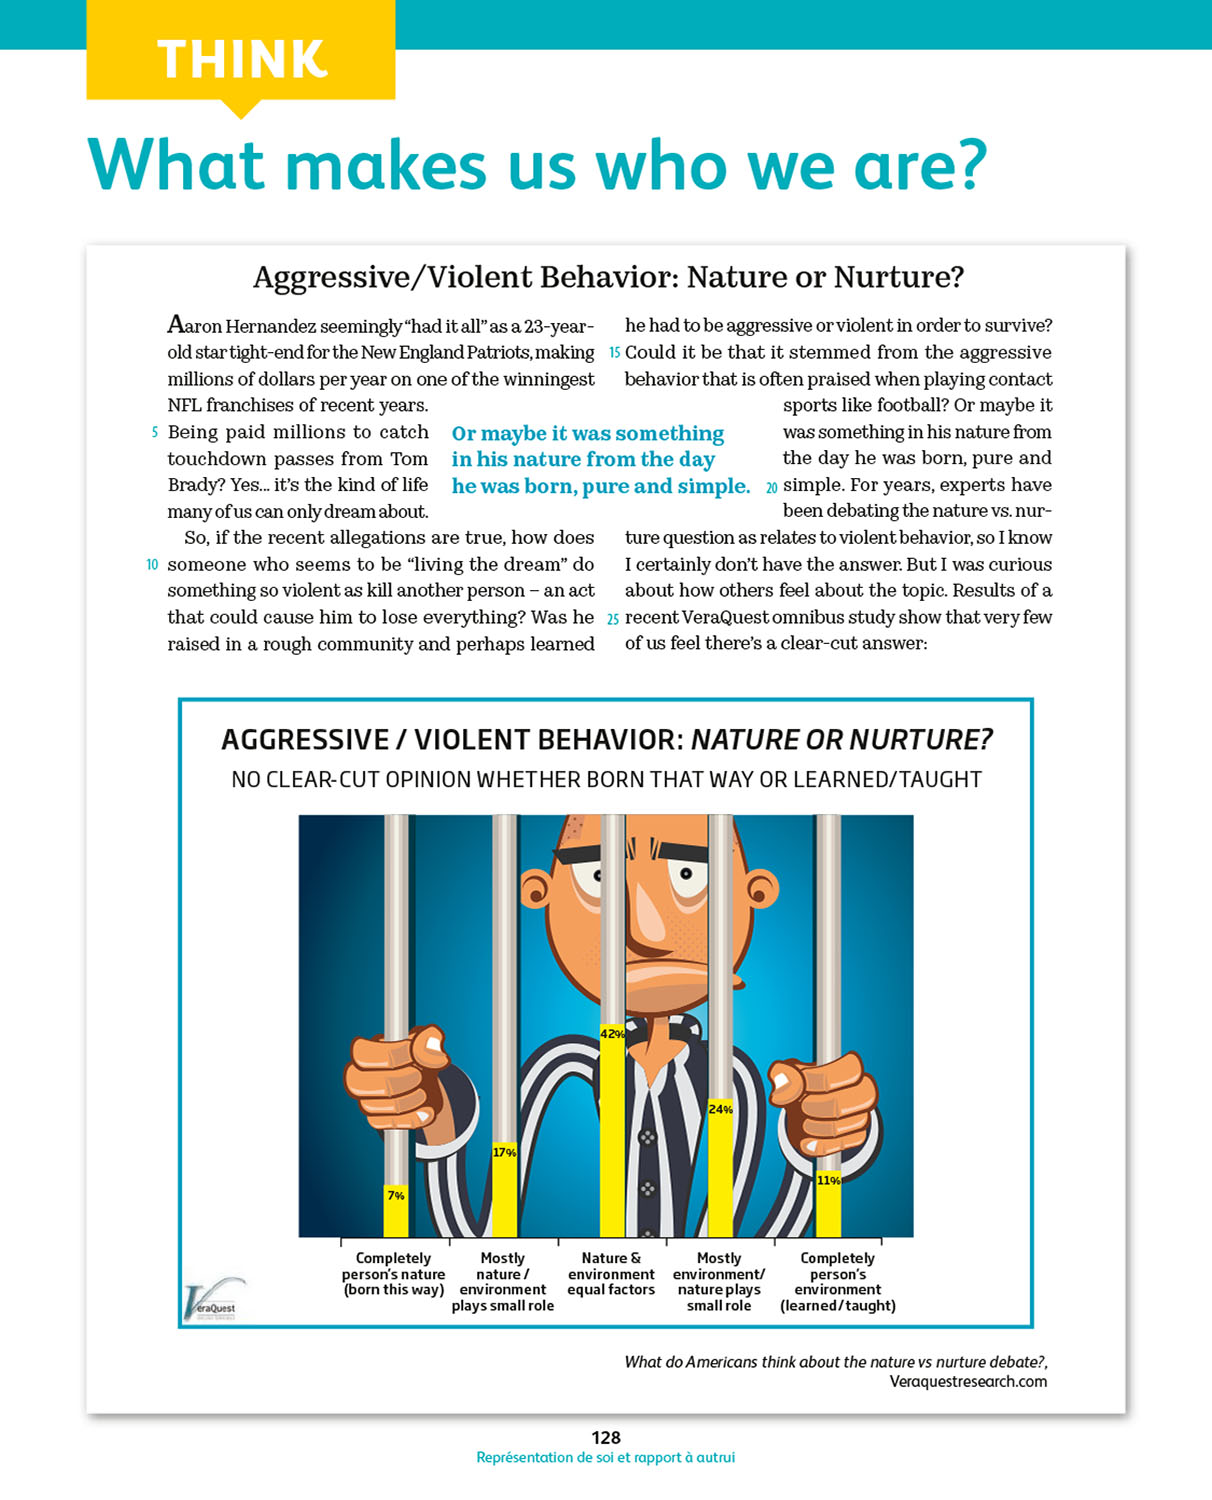 THINK
What makes us who we are?
Aggressive/Violent Behavior: Nature or Nurture?
Aaron Hernandez seemingly “had it all” as a 23-year-
old star tight-end for the New England Patriots, making
millions of dollars per year on one of the winningest
NFL franchises of recent years.
5 Being paid millions to catch
touchdown passes from Tom
Brady? Yes... it’s the kind of life
many of us can only dream about.
So, if the recent allegations are true, how does
10 someone who seems to be “living the dream” do
something so violent as kill another person – an act
that could cause him to lose everything? Was he
raised in a rough community and perhaps learned
Or maybe it was something
in his nature from the day
he was born, pure and simple.
he had to be aggressive or violent in order to survive?
15 Could it be that it stemmed from the aggressive
behavior that is often praised when playing contact
sports like football? Or maybe it
was something in his nature from
the day he was born, pure and
20 simple. For years, experts have
been debating the nature vs. nur-
ture question as relates to violent behavior, so I know
I certainly don’t have the answer. But I was curious
about how others feel about the topic. Results of a
25 recent VeraQuest omnibus study show that very few
of us feel there’s a clear-cut answer:
AGGRESSIVE / VIOLENT BEHAVIOR: NATURE OR NURTURE?
NO CLEAR-CUT OPINION WHETHER BORN THAT WAY OR LEARNED/TAUGHT
42%
24%
17%
11%
7%
Completely
person’s nature
(born this way)
Mostly
nature /
environment
plays small role
Nature &
environment
equal factors
Mostly
environment/
nature plays
small role
Completely
person’s
environment
(learned/taught)
VeraQuest
What do Americans think about the nature vs nurture debate?,
Veraquestresearch.com
128
Représentation de soi et rapport à autrui